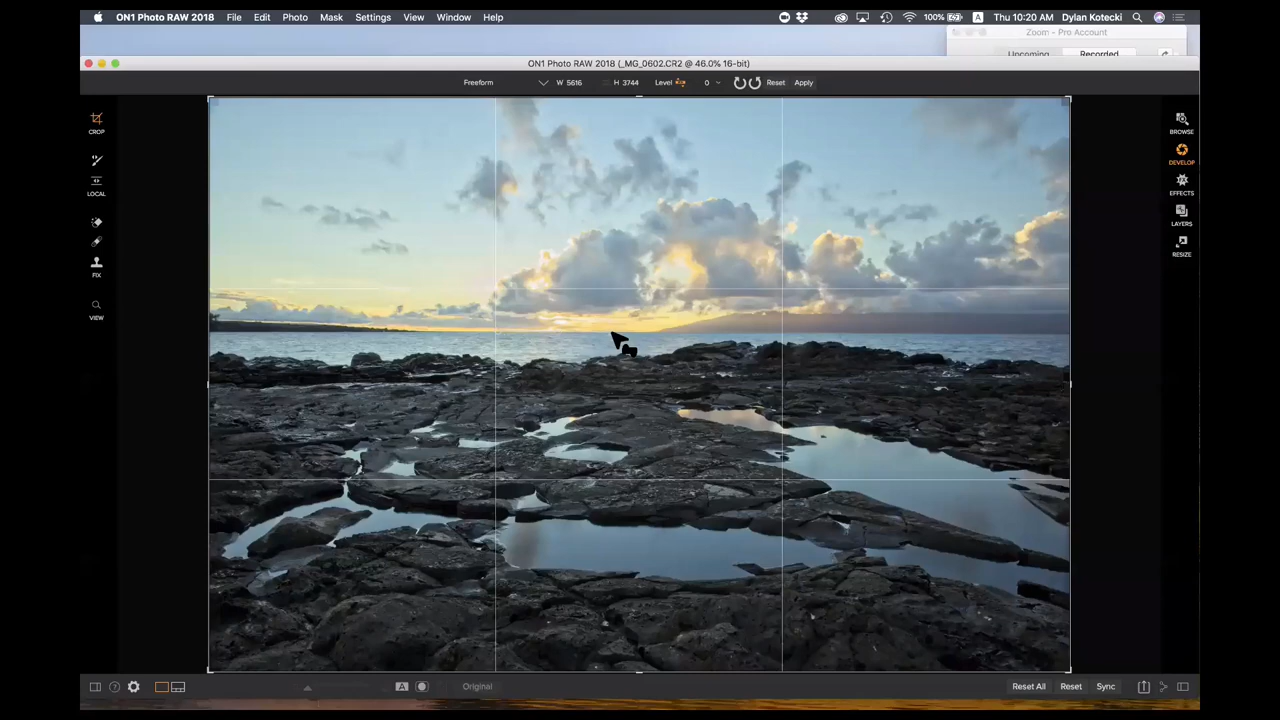 ON1 Photo RAW 2018 File Edit Photo Mask Settings View Window Help 100% A Thu 10:20 AM Dylan Kotecki
Zoom - Pro Account
Upcoming Recorded
ON1 Photo RAW 2018 (_MG_0602.CR2 @ 46.0% 16-bit)
Freeform W 5616 H 3744 Level 0 Reset Apply
CROP
LOCAL
FIX
VIEW
BROWSE
DEVELOP
EFFECTS
LAYERS
RESIZE
? A Original Reset All Reset Sync